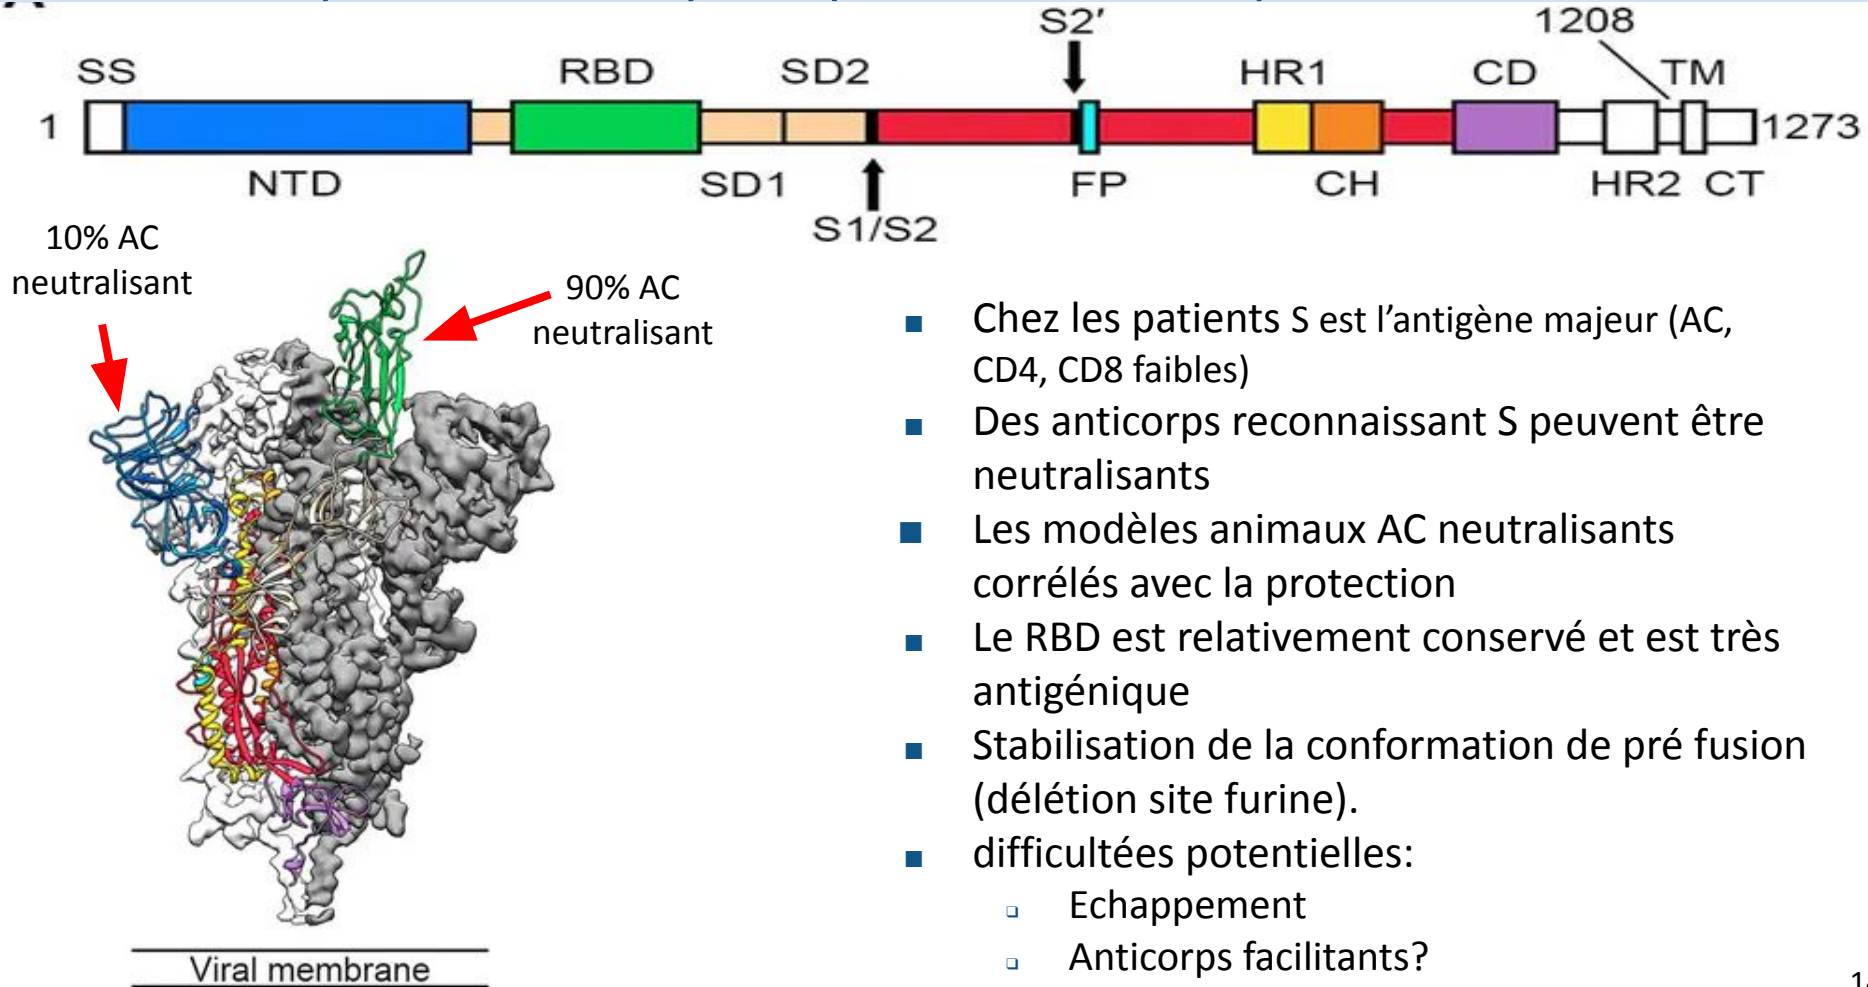 S2′
1208
SS
RBD
SD2
HR1
CD
TM
1
1273
NTD
SD1
FP
CH
HR2
CT
S1/S2
10% AC
neutralisant
90% AC
neutralisant
Viral membrane
Chez les patients S est l’antigène majeur (AC,
CD4, CD8 faibles)
Des anticorps reconnaissant S peuvent être
neutralisants
Les modèles animaux AC neutralisants
corrélés avec la protection
Le RBD est relativement conservé et est très
antigénique
Stabilisation de la conformation de pré fusion
(délétion site furine).
difficultées potentielles:
Echappement
Anticorps facilitants?